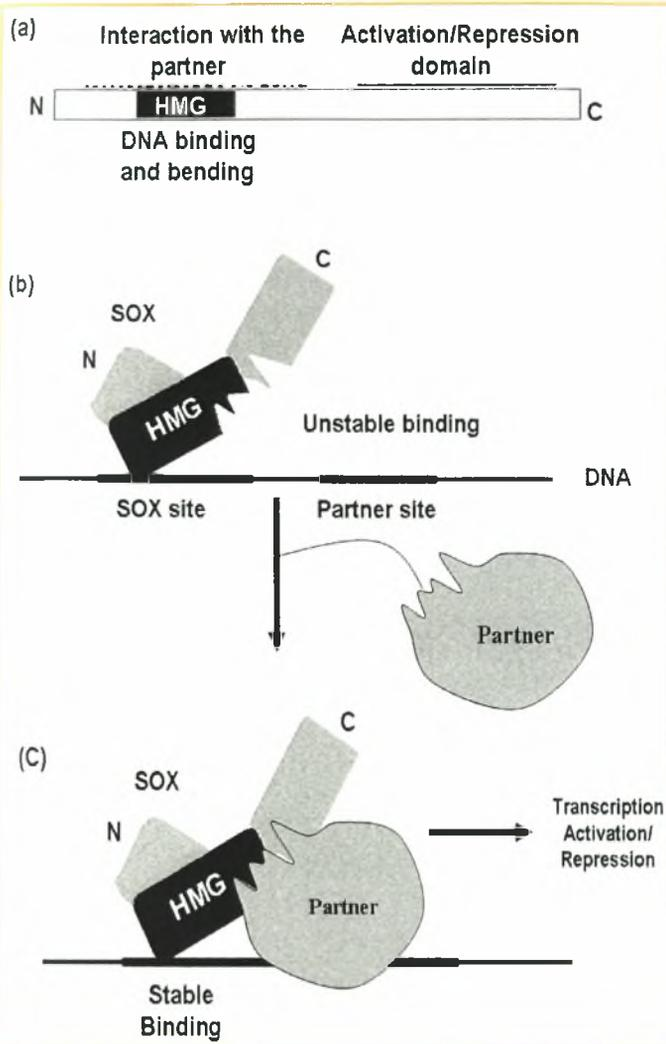 (a)
Interaction with the
partner
Activation/Repression
domain
N
HMG
C
DNA binding
and bending
(b)
C
SOX
N
HMG
Unstable binding
DNA
SOX site
Partner site
Partner
(C)
C
SOX
N
HMG
Partner
Transcription
Activation/
Repression
Stable
Binding